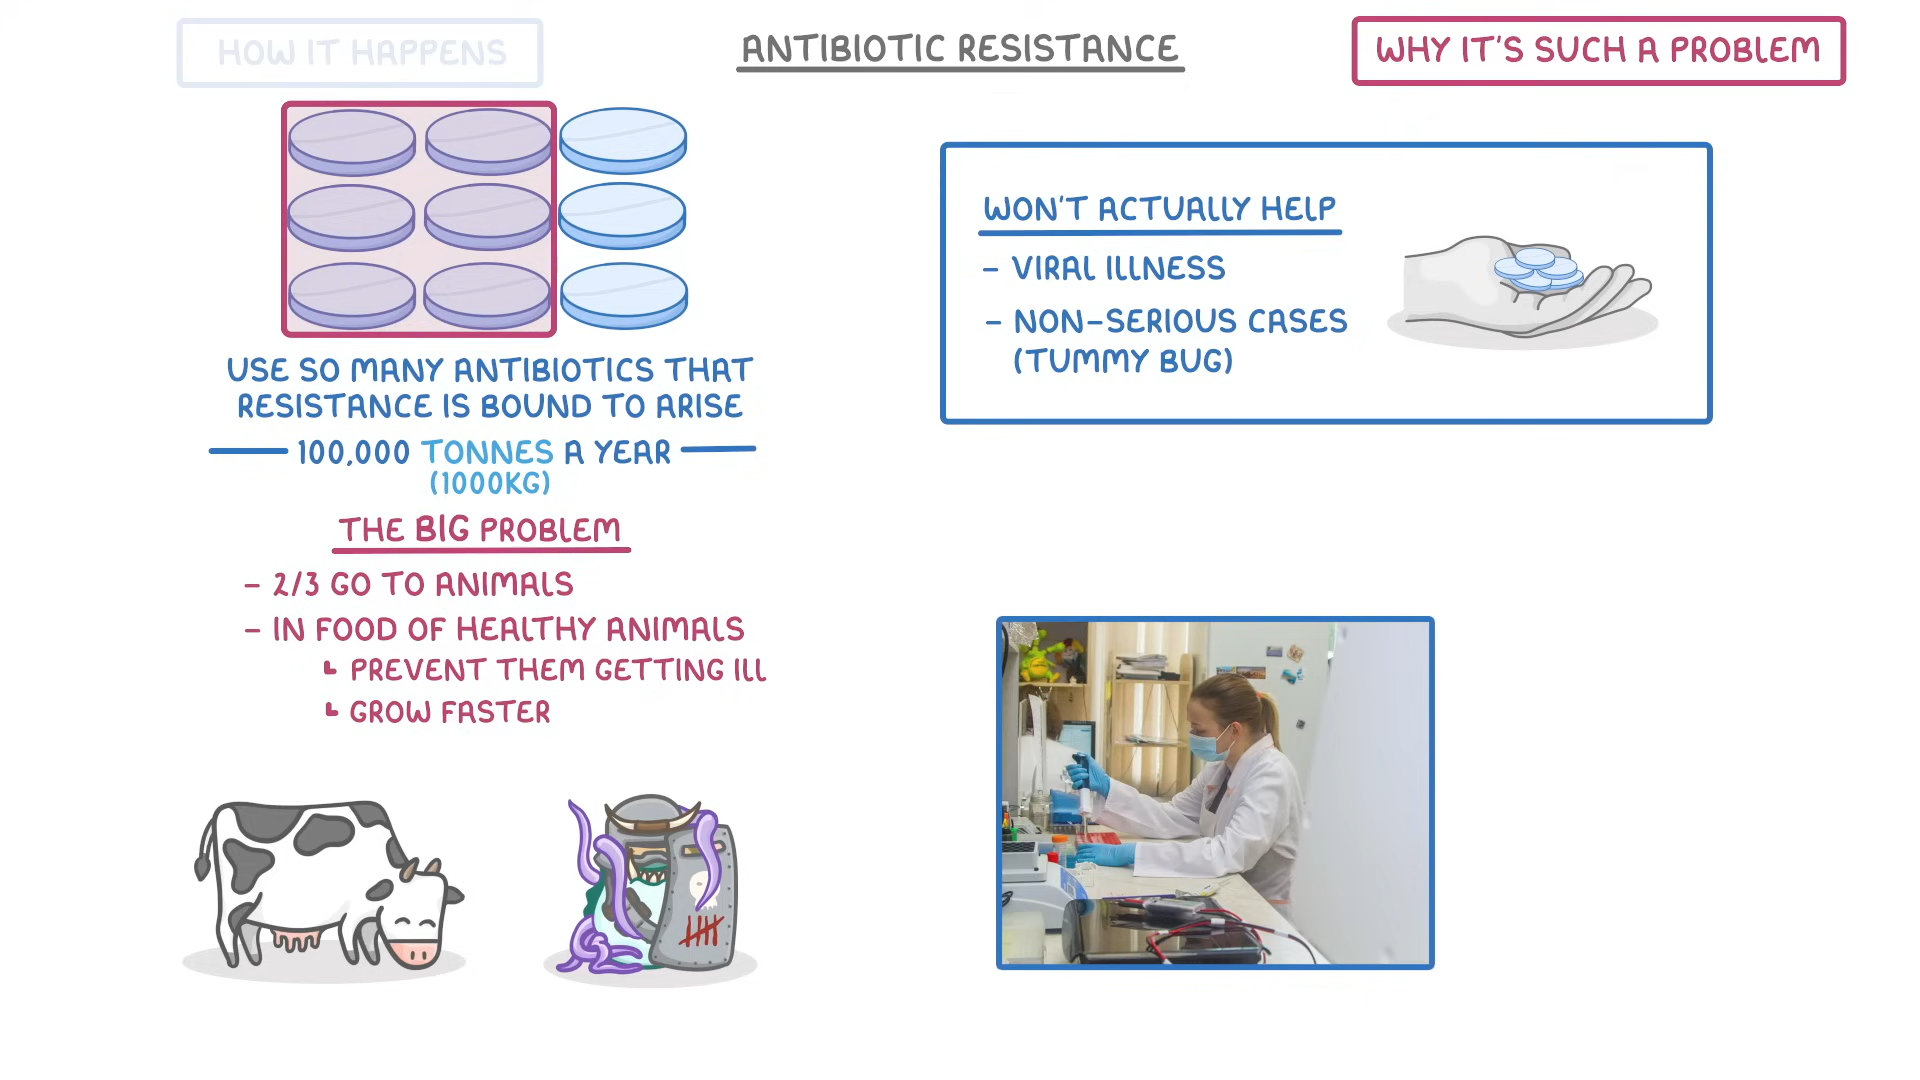 HOW IT HAPPENS
ANTIBIOTIC RESISTANCE
WHY IT'S SUCH A PROBLEM
USE SO MANY ANTIBIOTICS THAT
RESISTANCE IS BOUND TO ARISE
100,000 TONNES A YEAR
(1000KG)
THE BIG PROBLEM
- 2/3 GO TO ANIMALS
- IN FOOD OF HEALTHY ANIMALS
PREVENT THEM GETTING ILL
GROW FASTER
WON'T ACTUALLY HELP
- VIRAL ILLNESS
- NON-SERIOUS CASES
(TUMMY BUG)